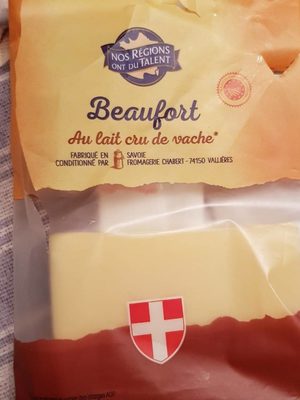 NOS RÉGIONS
ONT DU TALENT
Beaufort
Au lait cru de vache*
FABRIQUÉ EN SAVOIE
CONDITIONNÉ PAR FROMAGERIE CHABERT - 74150 VALLIÈRES